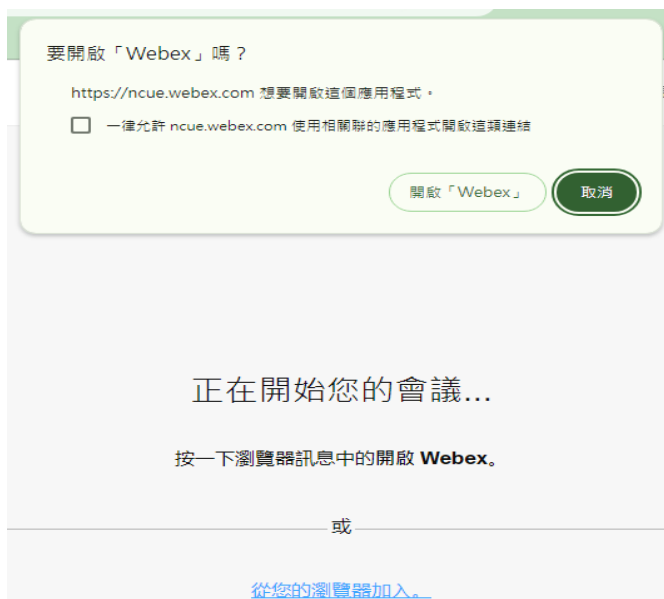 要開啟「Webex」嗎？
https://ncue.webex.com 想要開啟這個應用程式。
一律允許 ncue.webex.com 使用相關聯的應用程式開啟這類連結
開啟「Webex」
取消
正在開始您的會議...
按一下瀏覽器訊息中的開啟 Webex。
或
從您的瀏覽器加入。